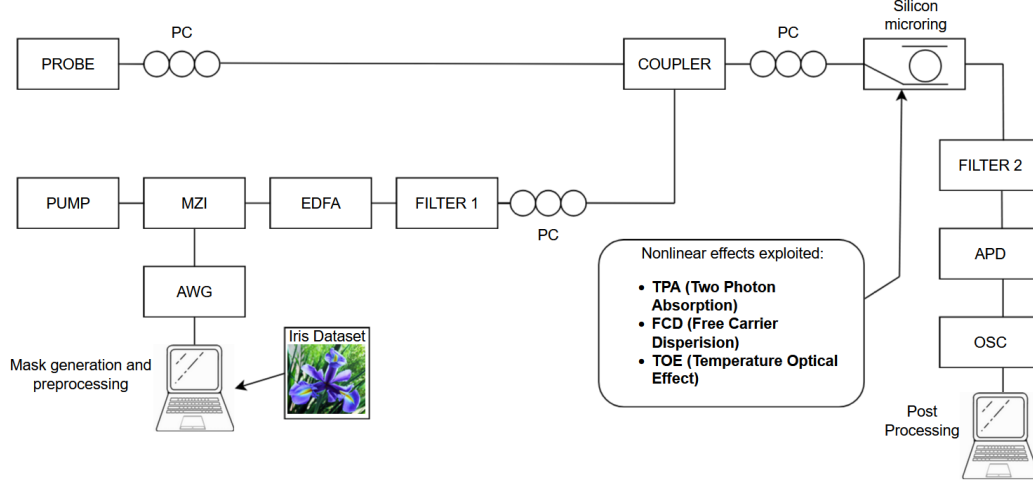 Silicon
microring
PC
PC
PROBE
COUPLER
PUMP
MZI
EDFA
FILTER 1
PC
FILTER 2
AWG
APD
Nonlinear effects exploited:
TPA (Two Photon
Absorption)
FCD (Free Carrier
Disperision)
TOE (Temperature Optical
Effect)
OSC
Iris Dataset
Mask generation and
preprocessing
Post
Processing